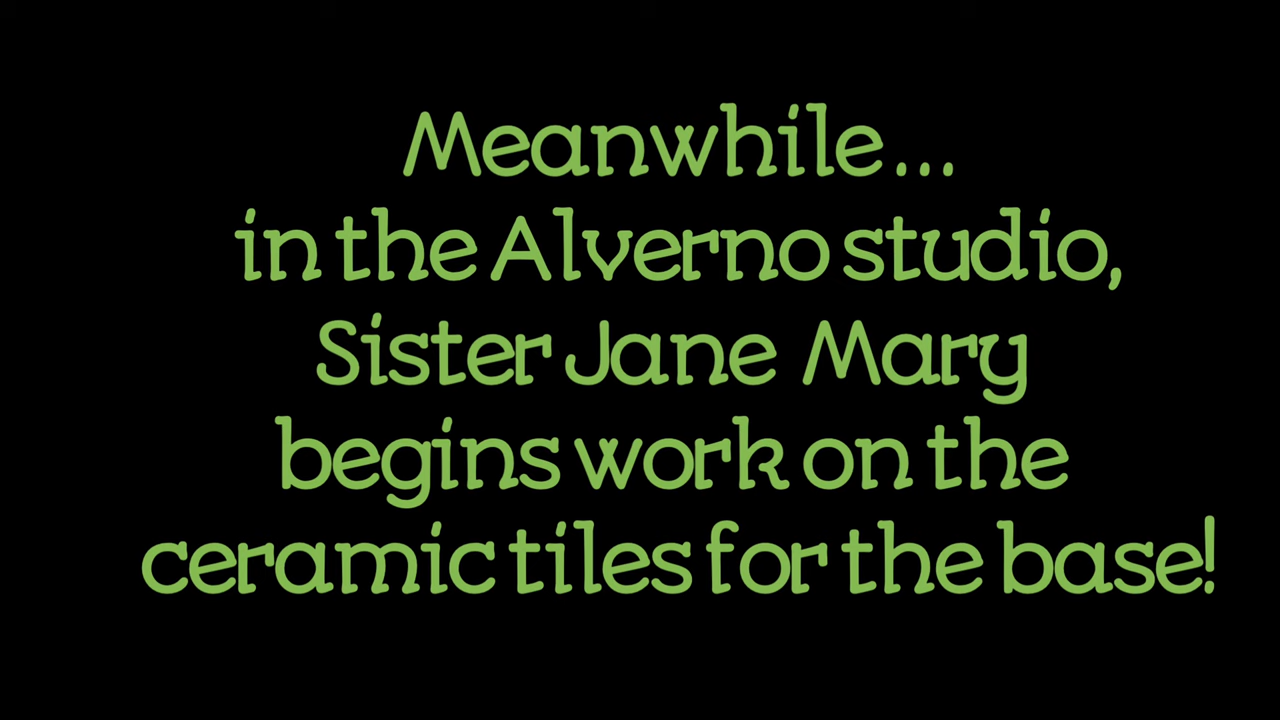 Meanwhile...
in the Alverno studio,
Sister Jane Mary
begins work on the
ceramic tiles for the base!